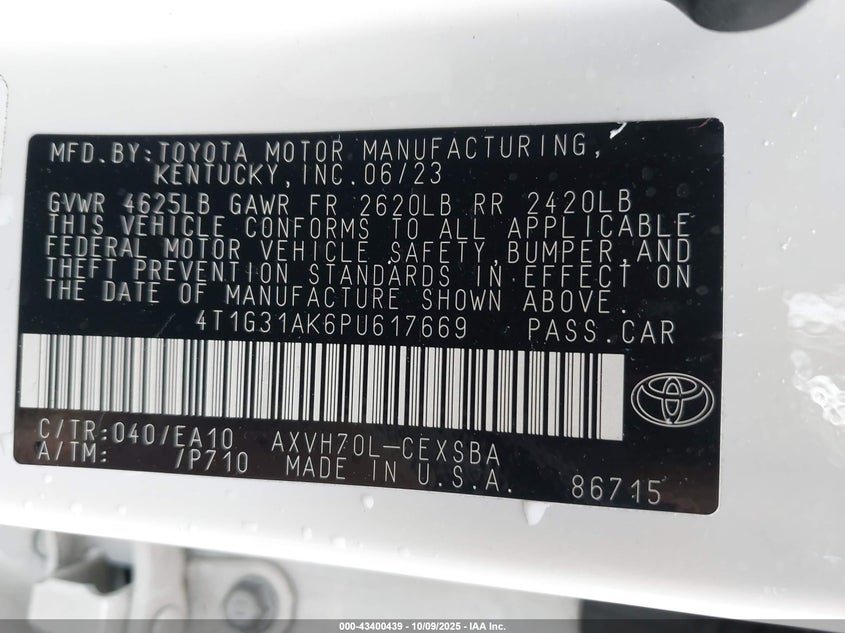 MFD. BY: TOYOTA MOTOR MANUFACTURING,
KENTUCKY, INC. 06/23
GVWR 4625LB GAWR FR 2620LB RR 2420LB
THIS VEHICLE CONFORMS TO ALL APPLICABLE
FEDERAL MOTOR VEHICLE SAFETY, BUMPER, AND
THEFT PREVENTION STANDARDS IN EFFECT ON
THE DATE OF MANUFACTURE SHOWN ABOVE.
4T1G31AK6PU617669 PASS. CAR
C/TR: 040/EA10 AXVH70L-CEXSBA
A/TM: /P710 MADE IN U.S.A. 86715
000-43400439 - 10/09/2025 - IAA Inc.